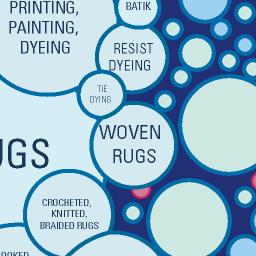 PRINTING,
PAINTING,
DYEING
BATIK
RESIST
DYEING
TIE
DYING
WOVEN
RUGS
UGS
CROCHETED,
KNITTED,
BRAIDED RUGS